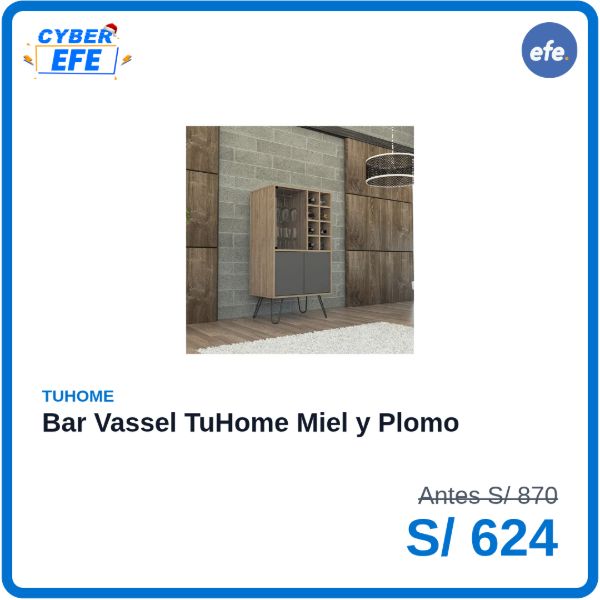 CYBER
EFE
efe.
TUHOME
Bar Vassel TuHome Miel y Plomo
Antes S/ 870
S/ 624